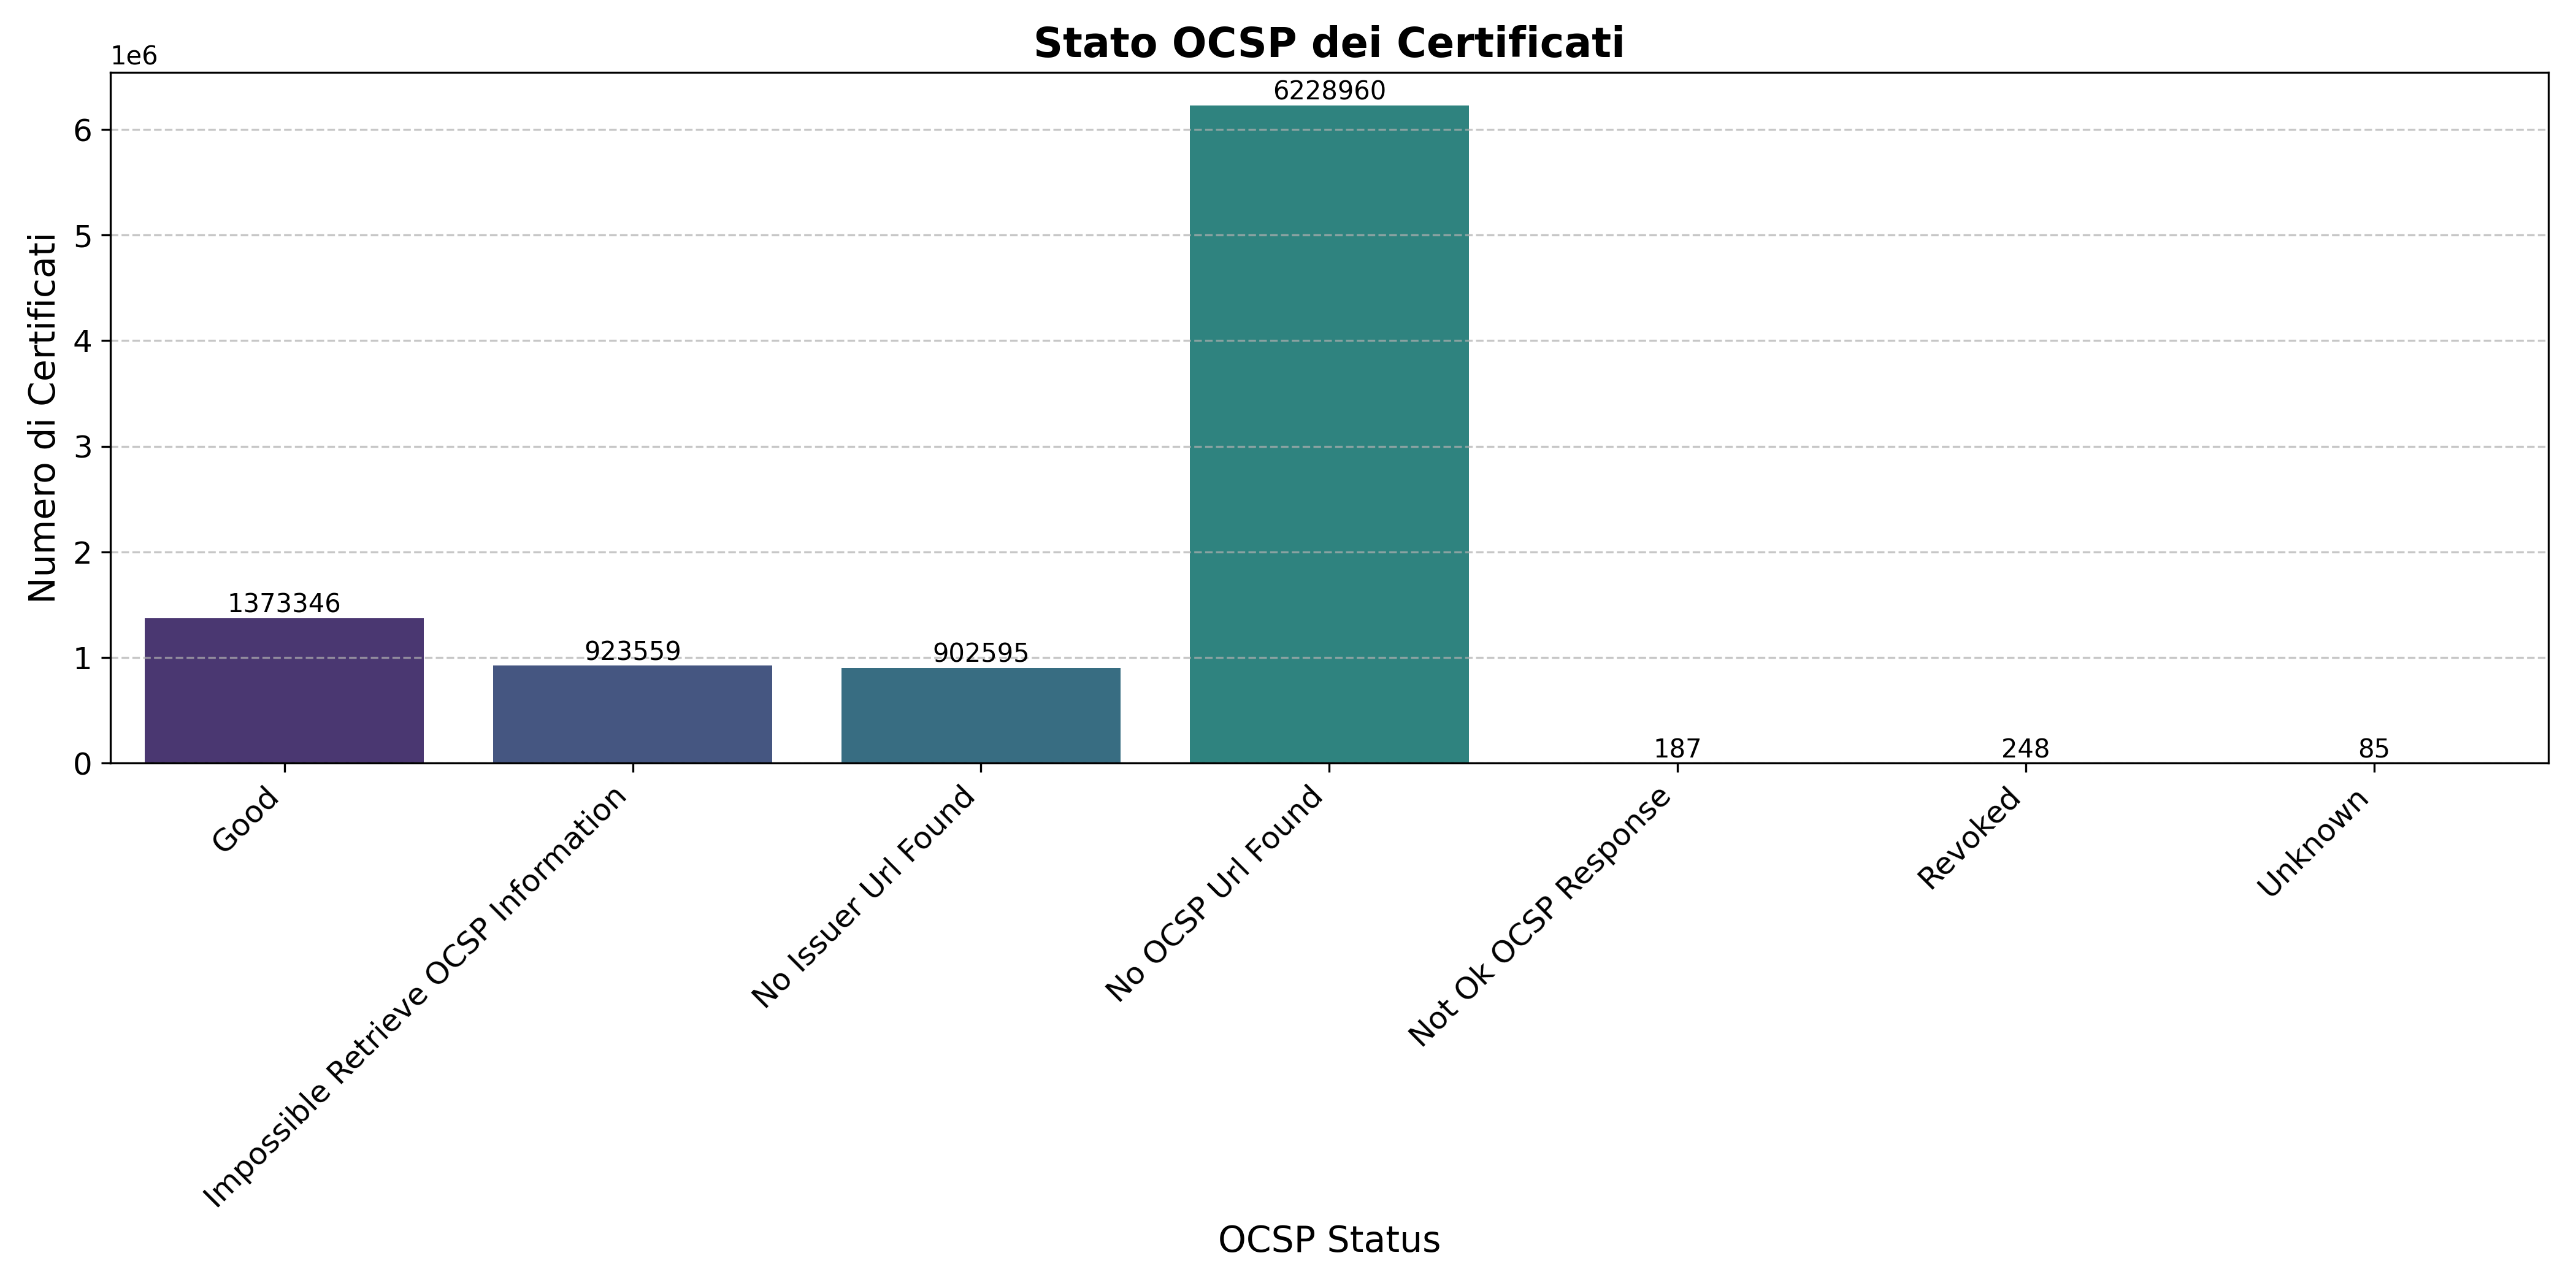 Stato OCSP dei Certificati
1e6
Numero di Certificati
6
5
4
3
2
1
0
1373346
923559
902595
6228960
187
248
85
Good
Impossible Retrieve OCSP Information
No Issuer Url Found
No OCSP Url Found
Not Ok OCSP Response
Revoked
Unknown
OCSP Status